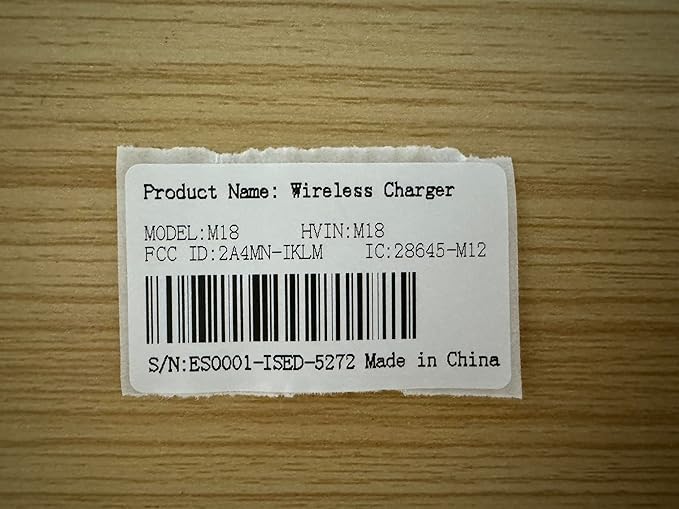 Product Name: Wireless Charger
MODEL:M18 HVIN:M18
FCC ID:2A4MN-IKLM IC:28645-M12
S/N:ES0001-ISED-5272 Made in China